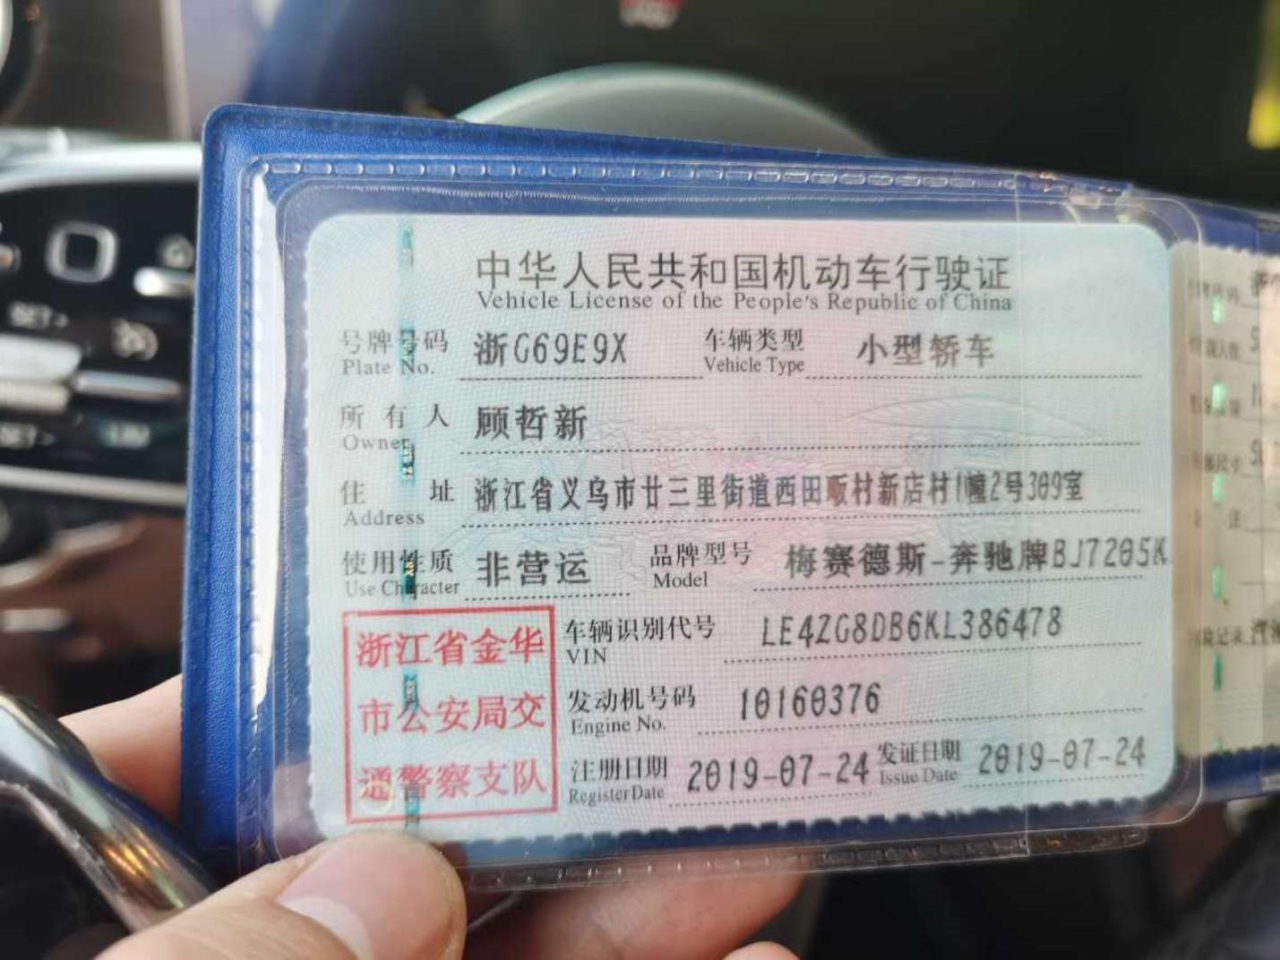 中华人民共和国机动车行驶证
Vehicle License of the People's Republic of China
号牌号码 浙G69E9X 车辆类型 小型轿车
Plate No. Vehicle Type
所有人 顾哲新
Owner
住址 浙江省义乌市廿三里街道西田畈村新店村1幢2号309室
Address
使用性质 非营运 品牌型号 梅赛德斯-奔驰牌BJ7205K
Use Character Model
浙江省金华
市公安局交
通警察支队
车辆识别代号 LE4ZG8DB6KL386478
VIN
发动机号码 10160376
Engine No.
注册日期 2019-07-24 发证日期 2019-07-24
Register Date Issue Date